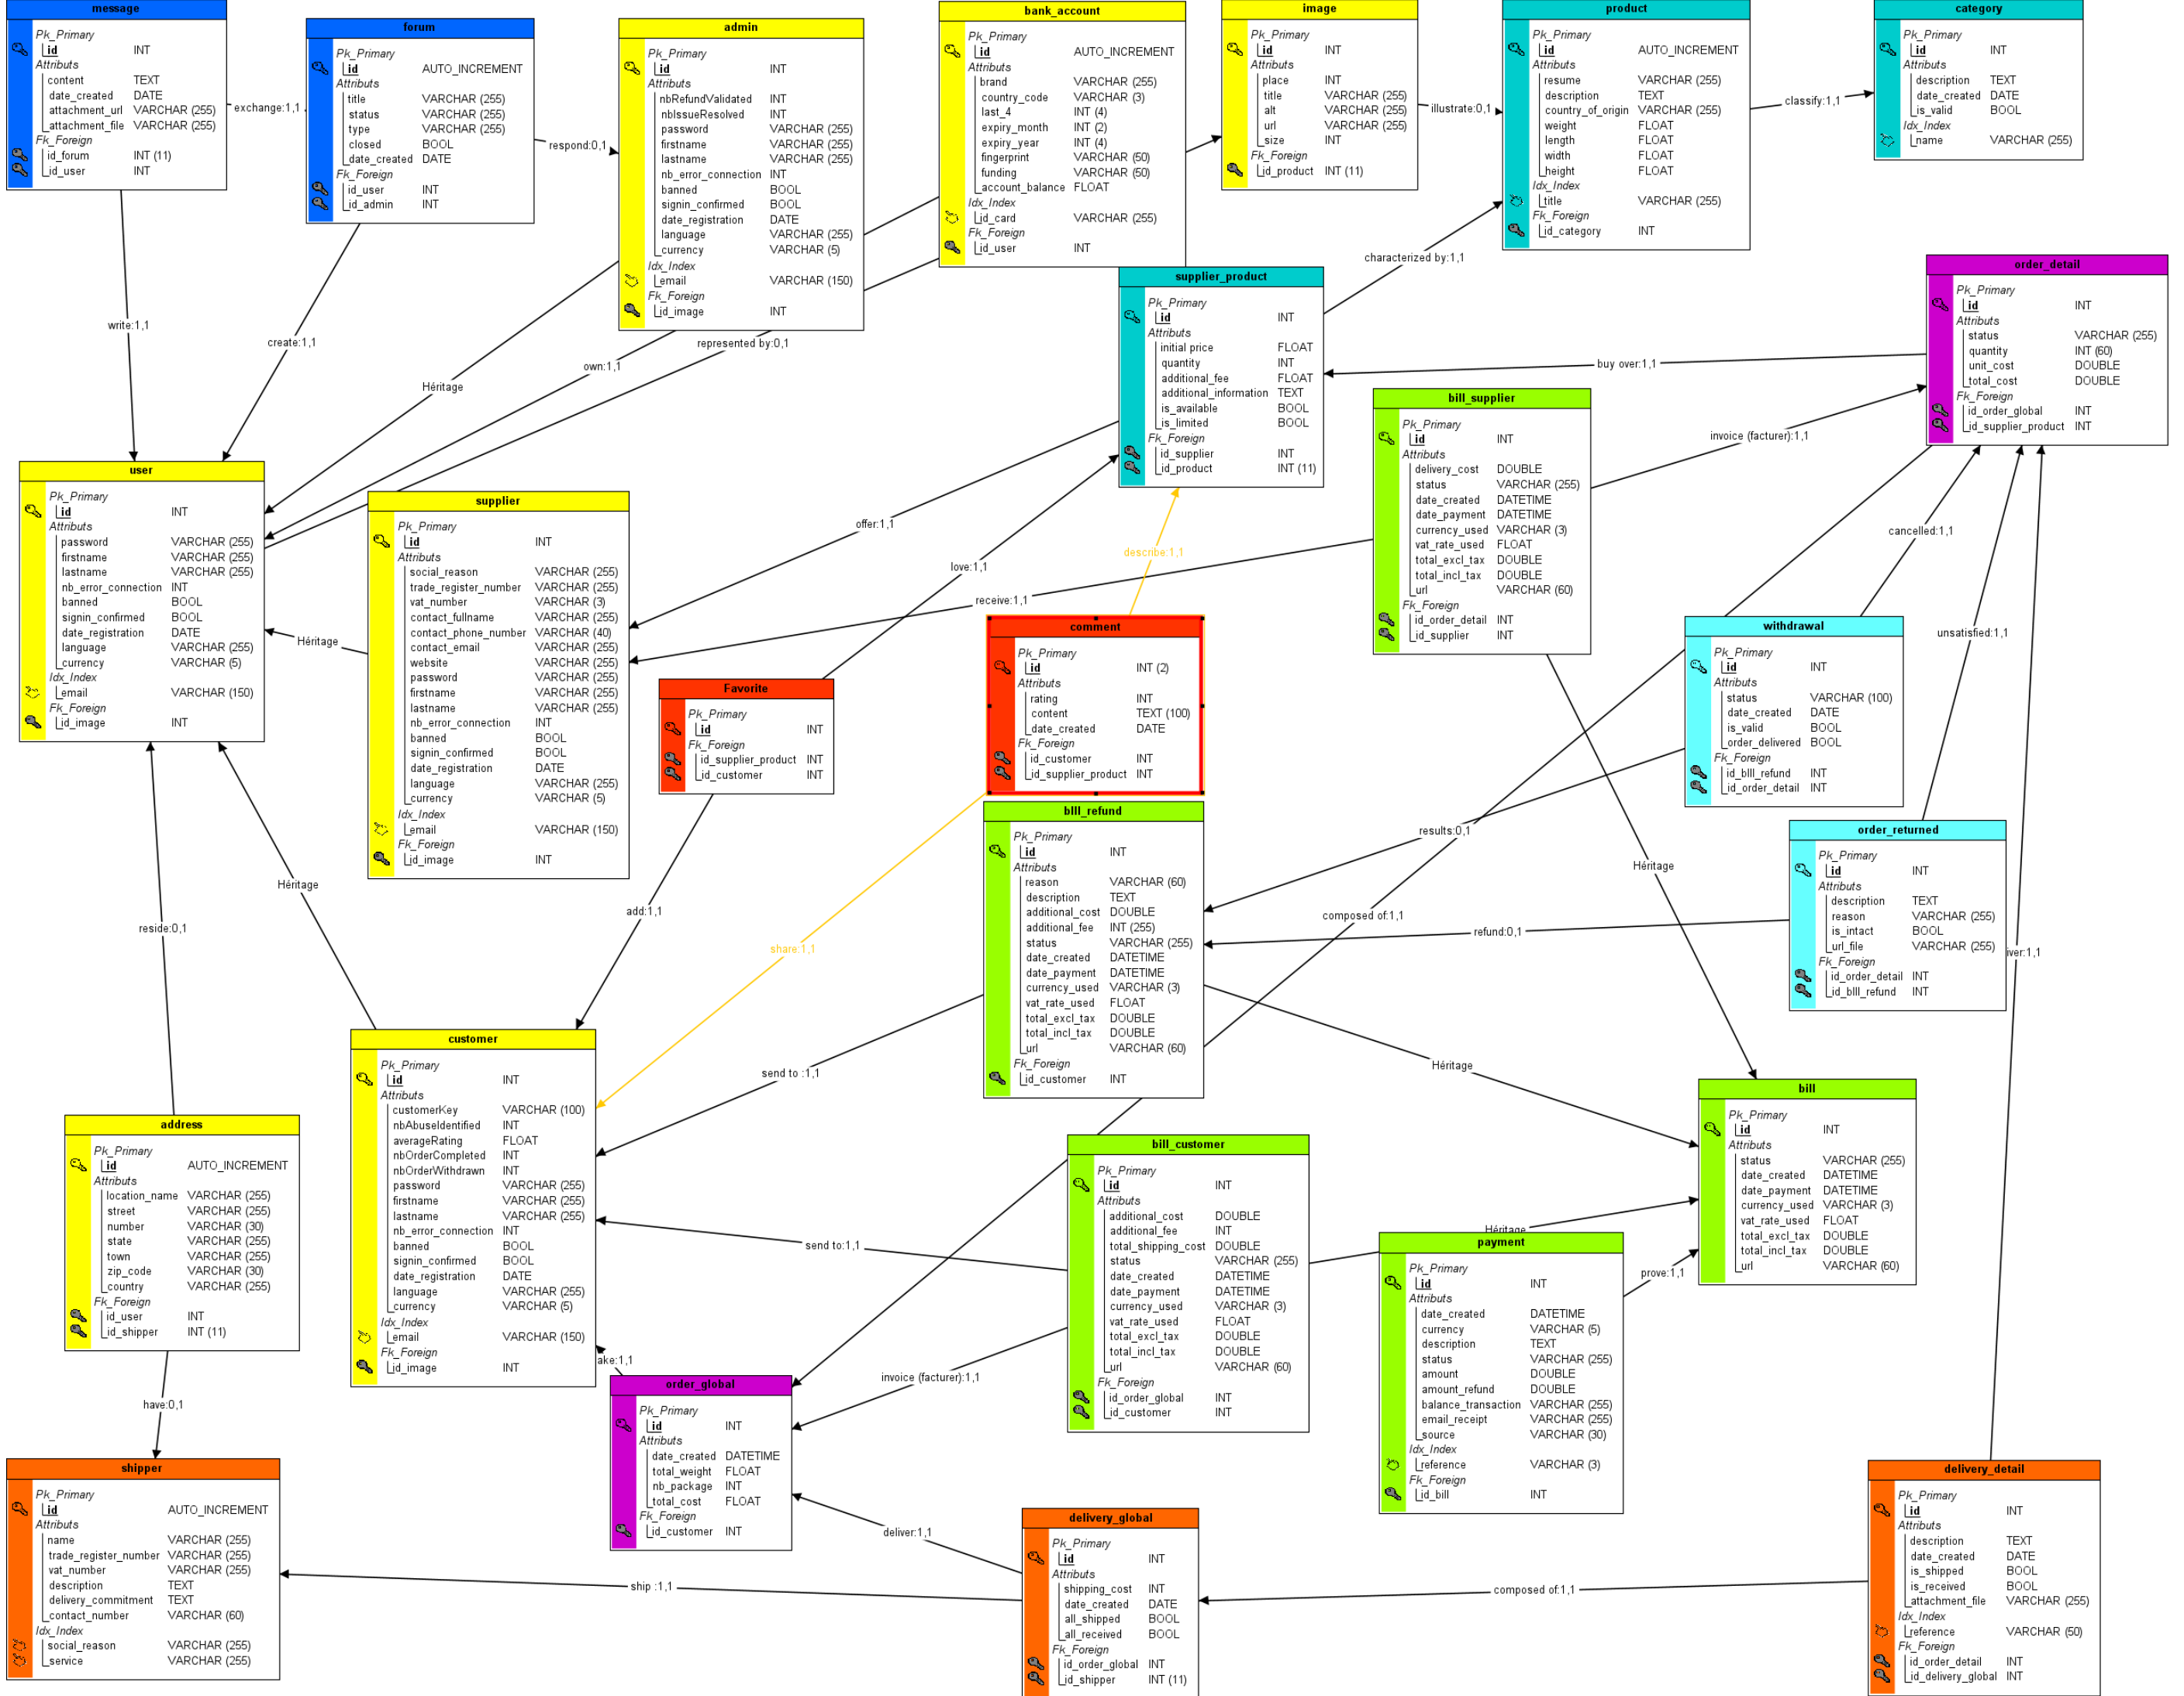 message
Pk_Primary
id INT
Attributs
content TEXT
date_created DATE
attachment_url VARCHAR (255)
attachment_file VARCHAR (255)
Fk_Foreign
id_forum INT (11)
id_user INT
exchange:1,1
forum
Pk_Primary
id AUTO_INCREMENT
Attributs
title VARCHAR (255)
status VARCHAR (255)
type VARCHAR (255)
closed BOOL
date_created DATE
Fk_Foreign
id_user INT
id_admin INT
respond:0,1
admin
Pk_Primary
id INT
Attributs
nbRefundValidated INT
nbIssueResolved INT
password VARCHAR (255)
firstname VARCHAR (255)
lastname VARCHAR (255)
nb_error_connection INT
banned BOOL
signin_confirmed BOOL
date_registration DATE
language VARCHAR (255)
currency VARCHAR (5)
Idx_Index
email VARCHAR (150)
Fk_Foreign
id_image INT
bank_account
Pk_Primary
id AUTO_INCREMENT
Attributs
brand VARCHAR (255)
country_code VARCHAR (3)
last_4 INT (4)
expiry_month INT (2)
expiry_year INT (4)
fingerprint VARCHAR (50)
funding VARCHAR (50)
account_balance FLOAT
Idx_Index
id_card VARCHAR (255)
Fk_Foreign
id_user INT
image
Pk_Primary
id INT
Attributs
place INT
title VARCHAR (255)
alt VARCHAR (255)
url VARCHAR (255)
size INT
Fk_Foreign
id_product INT (11)
illustrate:0,1
product
Pk_Primary
id AUTO_INCREMENT
Attributs
resume VARCHAR (255)
description TEXT
country_of_origin VARCHAR (255)
weight FLOAT
length FLOAT
width FLOAT
height FLOAT
Idx_Index
title VARCHAR (255)
Fk_Foreign
id_category INT
classify:1,1
category
Pk_Primary
id INT
Attributs
description TEXT
date_created DATE
is_valid BOOL
Idx_Index
name VARCHAR (255)
write:1,1
create:1,1
Héritage
own:1,1
represented by:0,1
characterized by:1,1
supplier_product
Pk_Primary
id INT
Attributs
initial price FLOAT
quantity INT
additional_fee FLOAT
additional_information TEXT
is_available BOOL
is_limited BOOL
Fk_Foreign
id_supplier INT
id_product INT (11)
buy over:1,1
order_detail
Pk_Primary
id INT
Attributs
status VARCHAR (255)
quantity INT (60)
unit_cost DOUBLE
total_cost DOUBLE
Fk_Foreign
id_order_global INT
id_supplier_product INT
bill_supplier
Pk_Primary
id INT
Attributs
delivery_cost DOUBLE
status VARCHAR (255)
date_created DATETIME
date_payment DATETIME
currency_used VARCHAR (3)
vat_rate_used FLOAT
total_excl_tax DOUBLE
total_incl_tax DOUBLE
url VARCHAR (60)
Fk_Foreign
id_order_detail INT
id_supplier INT
invoice (facturer):1,1
user
Pk_Primary
id INT
Attributs
password VARCHAR (255)
firstname VARCHAR (255)
lastname VARCHAR (255)
nb_error_connection INT
banned BOOL
signin_confirmed BOOL
date_registration DATE
language VARCHAR (255)
currency VARCHAR (5)
Idx_Index
email VARCHAR (150)
Fk_Foreign
id_image INT
Héritage
supplier
Pk_Primary
id INT
Attributs
social_reason VARCHAR (255)
trade_register_number VARCHAR (255)
vat_number VARCHAR (3)
contact_fullname VARCHAR (255)
contact_phone_number VARCHAR (40)
contact_email VARCHAR (255)
website VARCHAR (255)
password VARCHAR (255)
firstname VARCHAR (255)
lastname VARCHAR (255)
nb_error_connection INT
banned BOOL
signin_confirmed BOOL
date_registration DATE
language VARCHAR (255)
currency VARCHAR (5)
Idx_Index
email VARCHAR (150)
Fk_Foreign
id_image INT
offer:1,1
love:1,1
describe:1,1
receive:1,1
cancelled:1,1
unsatisfied:1,1
Favorite
Pk_Primary
id INT
Fk_Foreign
id_supplier_product INT
id_customer INT
comment
Pk_Primary
id INT (2)
Attributs
rating INT
content TEXT (100)
date_created DATE
Fk_Foreign
id_customer INT
id_supplier_product INT
withdrawal
Pk_Primary
id INT
Attributs
status VARCHAR (100)
date_created DATE
is_valid BOOL
order_delivered BOOL
Fk_Foreign
id_blll_refund INT
id_order_detail INT
blll_refund
Pk_Primary
id INT
Attributs
reason VARCHAR (60)
description TEXT
additional_cost DOUBLE
additional_fee INT (255)
status VARCHAR (255)
date_created DATETIME
date_payment DATETIME
currency_used VARCHAR (3)
vat_rate_used FLOAT
total_excl_tax DOUBLE
total_incl_tax DOUBLE
url VARCHAR (60)
Fk_Foreign
id_customer INT
order_returned
Pk_Primary
id INT
Attributs
description TEXT
reason VARCHAR (255)
is_intact BOOL
url_file VARCHAR (255)
Fk_Foreign
id_order_detail INT
id_blll_refund INT
results:0,1
Héritage
Héritage
add:1,1
composed of:1,1
refund:0,1
reside:0,1
share:1,1
iver:1,1
send to :1,1
Héritage
customer
Pk_Primary
id INT
Attributs
customerKey VARCHAR (100)
nbAbuseIdentified INT
averageRating FLOAT
nbOrderCompleted INT
nbOrderWithdrawn INT
password VARCHAR (255)
firstname VARCHAR (255)
lastname VARCHAR (255)
nb_error_connection INT
banned BOOL
signin_confirmed BOOL
date_registration DATE
language VARCHAR (255)
currency VARCHAR (5)
Idx_Index
email VARCHAR (150)
Fk_Foreign
id_image INT
bill
Pk_Primary
id INT
Attributs
status VARCHAR (255)
date_created DATETIME
date_payment DATETIME
currency_used VARCHAR (3)
vat_rate_used FLOAT
total_excl_tax DOUBLE
total_incl_tax DOUBLE
url VARCHAR (60)
address
Pk_Primary
id AUTO_INCREMENT
Attributs
location_name VARCHAR (255)
street VARCHAR (255)
number VARCHAR (30)
state VARCHAR (255)
town VARCHAR (255)
zip_code VARCHAR (30)
country VARCHAR (255)
Fk_Foreign
id_user INT
id_shipper INT (11)
bill_customer
Pk_Primary
id INT
Attributs
additional_cost DOUBLE
additional_fee INT
total_shipping_cost DOUBLE
status VARCHAR (255)
date_created DATETIME
date_payment DATETIME
currency_used VARCHAR (3)
vat_rate_used FLOAT
total_excl_tax DOUBLE
total_incl_tax DOUBLE
url VARCHAR (60)
Fk_Foreign
id_order_global INT
id_customer INT
send to:1,1
Héritage
payment
Pk_Primary
id INT
Attributs
date_created DATETIME
currency VARCHAR (5)
description TEXT
status VARCHAR (255)
amount DOUBLE
amount_refund DOUBLE
balance_transaction VARCHAR (255)
email_receipt VARCHAR (255)
source VARCHAR (30)
Idx_Index
reference VARCHAR (3)
Fk_Foreign
id_bill INT
prove:1,1
ake:1,1
invoice (facturer):1,1
have:0,1
order_global
Pk_Primary
id INT
Attributs
date_created DATETIME
total_weight FLOAT
nb_package INT
total_cost FLOAT
Fk_Foreign
id_customer INT
shipper
Pk_Primary
id AUTO_INCREMENT
Attributs
name VARCHAR (255)
trade_register_number VARCHAR (255)
vat_number VARCHAR (255)
description TEXT
delivery_commitment TEXT
contact_number VARCHAR (60)
Idx_Index
social_reason VARCHAR (255)
service VARCHAR (255)
deliver:1,1
ship :1,1
delivery_global
Pk_Primary
id INT
Attributs
shipping_cost INT
date_created DATE
all_shipped BOOL
all_received BOOL
Fk_Foreign
id_order_global INT
id_shipper INT (11)
composed of:1,1
delivery_detail
Pk_Primary
id INT
Attributs
description TEXT
date_created DATE
is_shipped BOOL
is_received BOOL
attachment_file VARCHAR (255)
Idx_Index
reference VARCHAR (50)
Fk_Foreign
id_order_detail INT
id_delivery_global INT